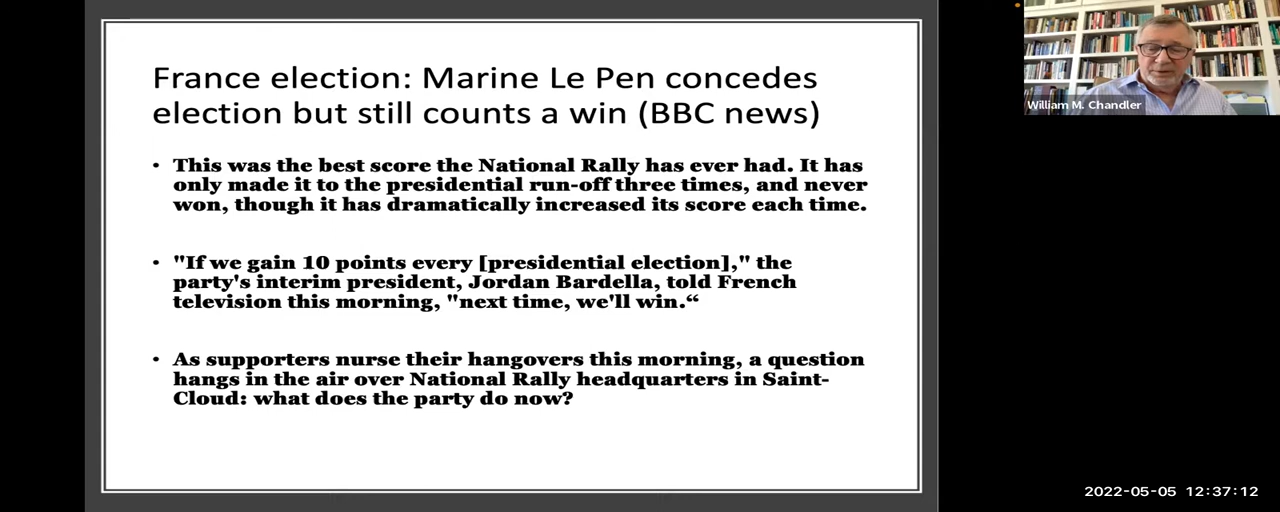 France election: Marine Le Pen concedes
election but still counts a win (BBC news)
• This was the best score the National Rally has ever had. It has
only made it to the presidential run-off three times, and never
won, though it has dramatically increased its score each time.
• "If we gain 10 points every [presidential election]," the
party's interim president, Jordan Bardella, told French
television this morning, "next time, we'll win.“
• As supporters nurse their hangovers this morning, a question
hangs in the air over National Rally headquarters in Saint-
Cloud: what does the party do now?
William M. Chandler
2022-05-05 12:37:12